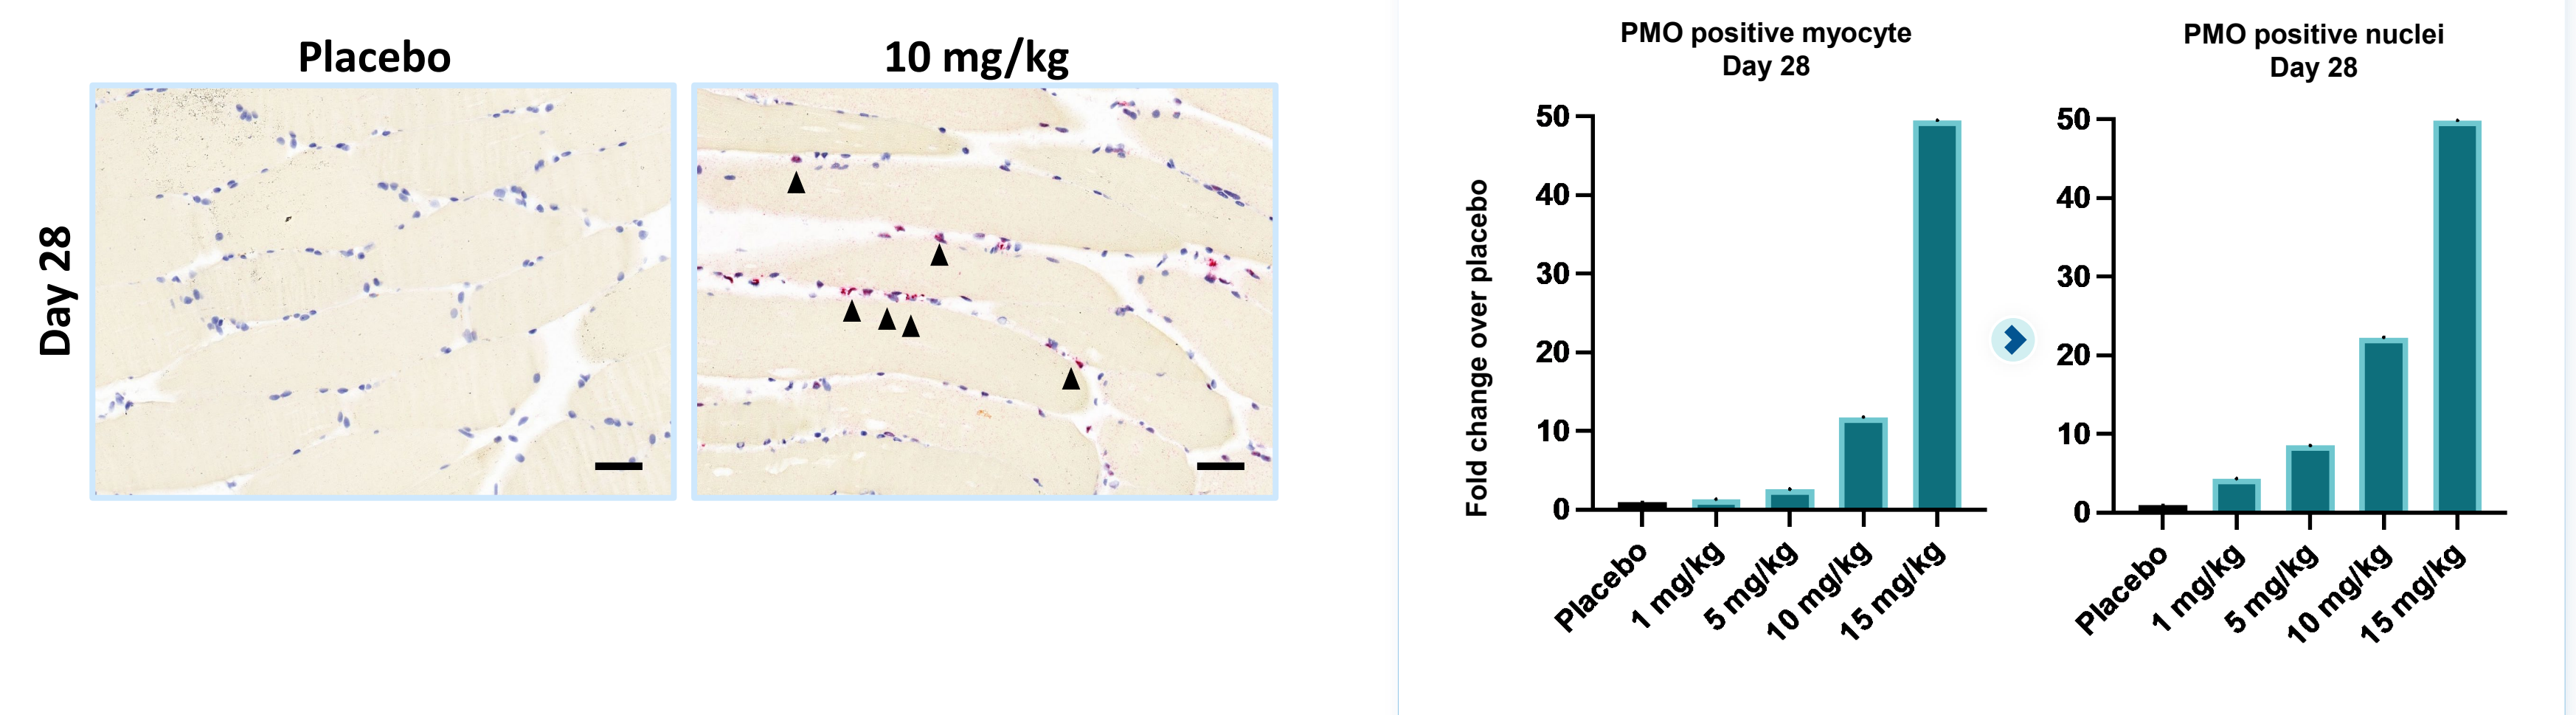 Placebo
10 mg/kg
Day 28
PMO positive myocyte
Day 28
Fold change over placebo
50
40
30
20
10
0
Placebo
1 mg/kg
5 mg/kg
10 mg/kg
15 mg/kg
PMO positive nuclei
Day 28
50
40
30
20
10
0
Placebo
1 mg/kg
5 mg/kg
10 mg/kg
15 mg/kg